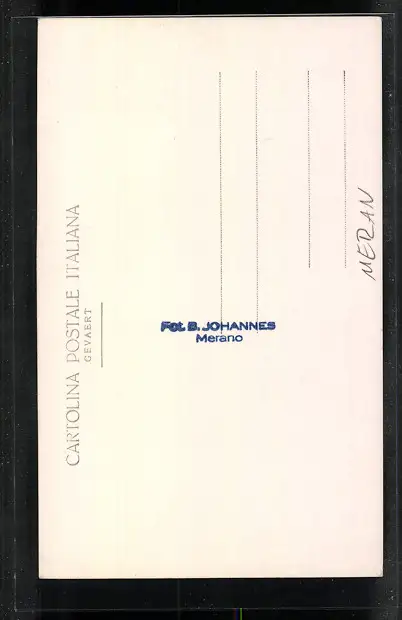 CARTOLINA POSTALE ITALIANA
GEVAERT
Fot. B. JOHANNES
Merano
MERAN